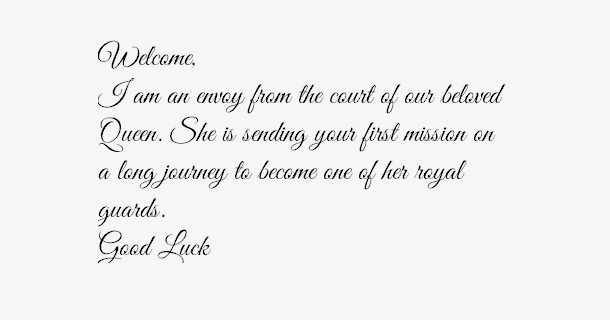 Welcome,
I am an envoy from the court of our beloved
Queen. She is sending your first mission on
a long journey to become one of her royal
guards.
Good Luck